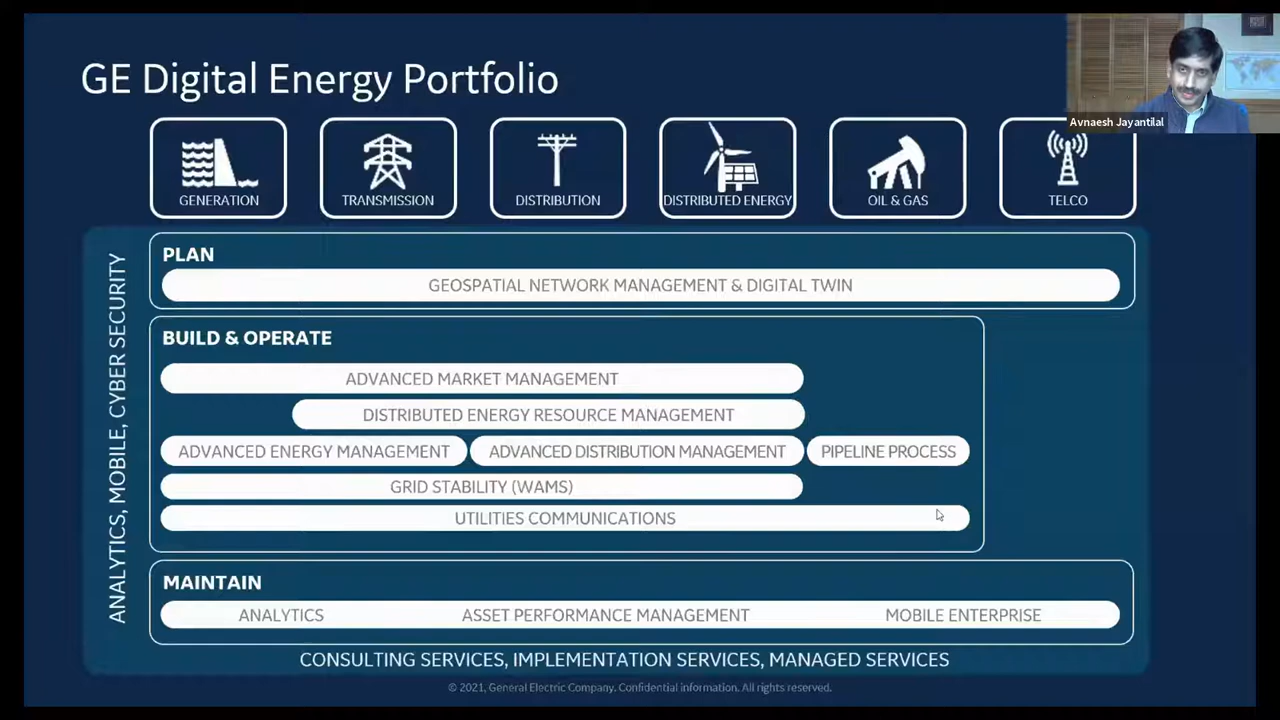 GE Digital Energy Portfolio
Avnaesh Jayantilal
GENERATION
TRANSMISSION
DISTRIBUTION
DISTRIBUTED ENERGY
OIL & GAS
TELCO
ANALYTICS, MOBILE, CYBER SECURITY
PLAN
GEOSPATIAL NETWORK MANAGEMENT & DIGITAL TWIN
BUILD & OPERATE
ADVANCED MARKET MANAGEMENT
DISTRIBUTED ENERGY RESOURCE MANAGEMENT
ADVANCED ENERGY MANAGEMENT
ADVANCED DISTRIBUTION MANAGEMENT
PIPELINE PROCESS
GRID STABILITY (WAMS)
UTILITIES COMMUNICATIONS
MAINTAIN
ANALYTICS
ASSET PERFORMANCE MANAGEMENT
MOBILE ENTERPRISE
CONSULTING SERVICES, IMPLEMENTATION SERVICES, MANAGED SERVICES
© 2021, General Electric Company. Confidential information. All rights reserved.